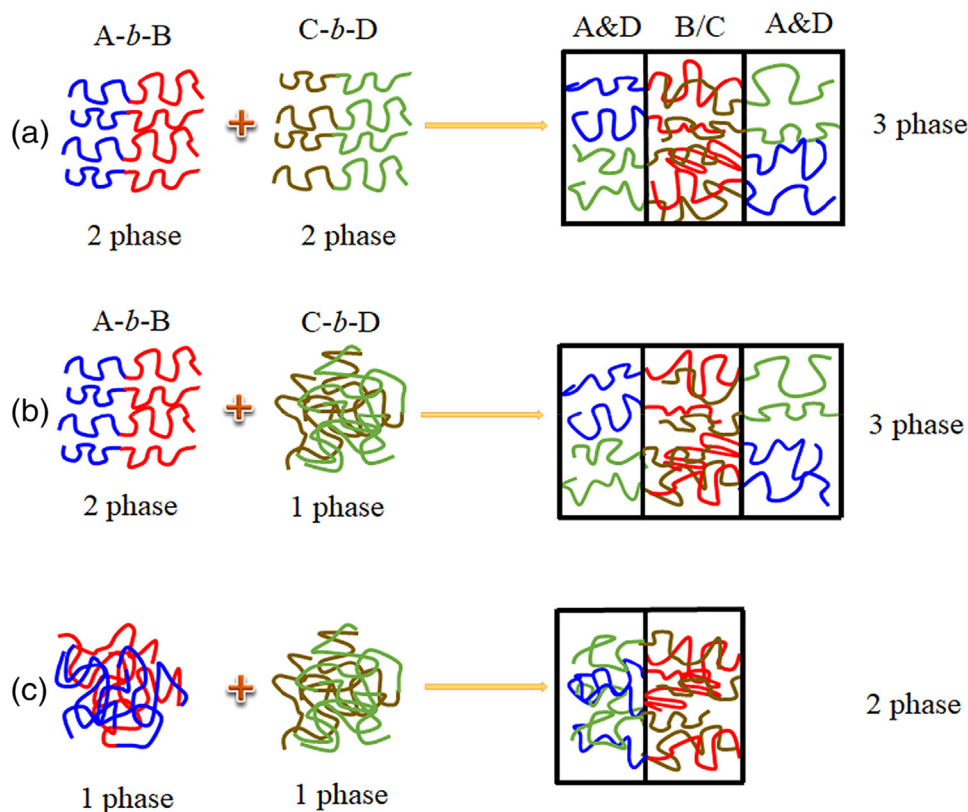 A-b-B C-b-D A&D B/C A&D
(a) 3 phase
2 phase 2 phase
A-b-B C-b-D
(b) 3 phase
2 phase 1 phase
(c) 2 phase
1 phase 1 phase